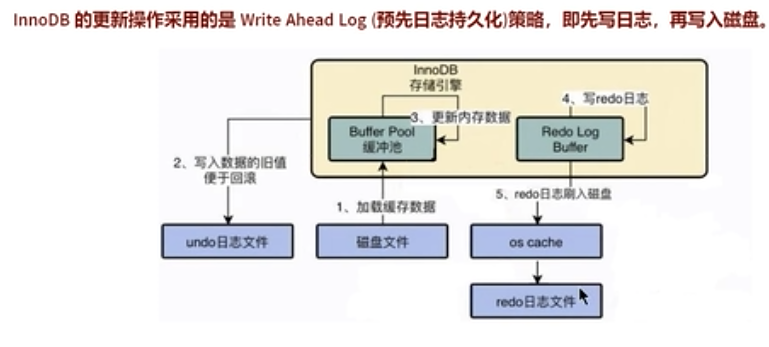 InnoDB 的更新操作采用的是 Write Ahead Log (预先日志持久化)策略，即先写日志，再写入磁盘。
InnoDB
存储引擎
4、写redo日志
3、更新内存数据
Buffer Pool
缓冲池
Redo Log
Buffer
2、写入数据的旧值
便于回滚
5、redo日志刷入磁盘
1、加载缓存数据
undo日志文件
磁盘文件
os cache
redo日志文件